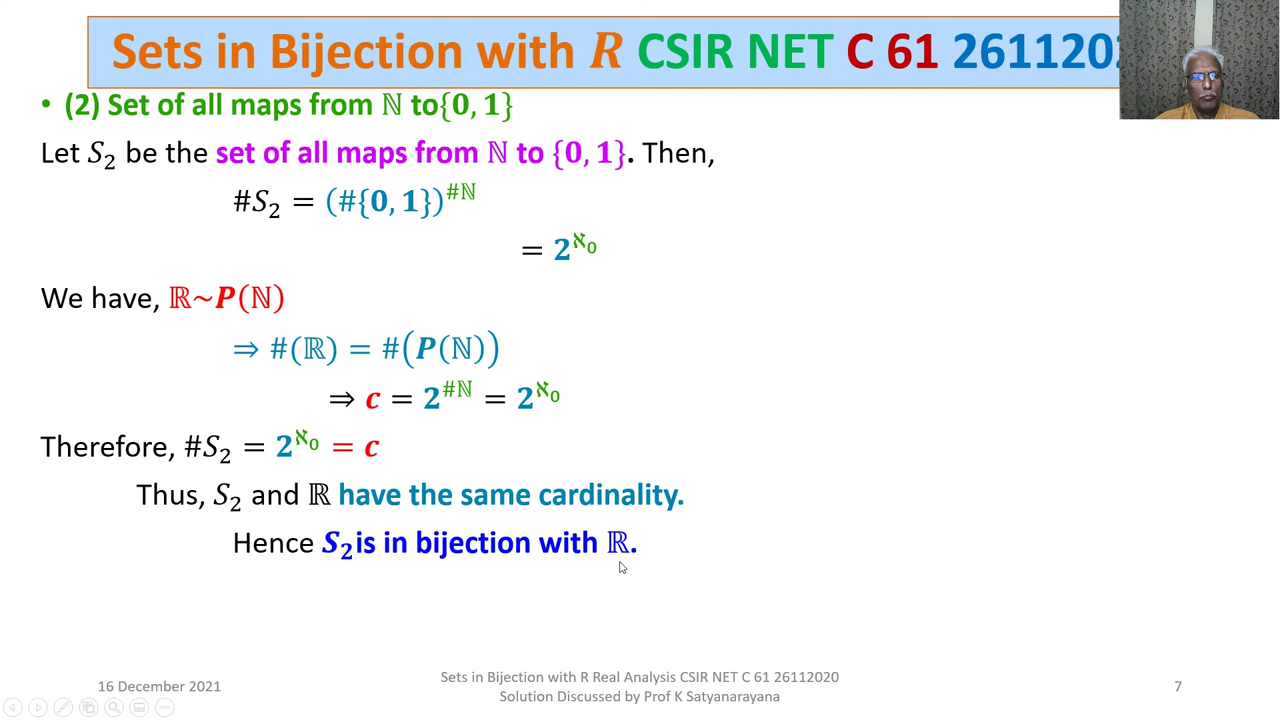 Sets in Bijection with R CSIR NET C 61 2611202
• (2) Set of all maps from ℕ to{0, 1}
Let S₂ be the set of all maps from ℕ to {0, 1}. Then,
#S₂ = (#{0, 1})^#ℕ
= 2^ℵ₀
We have, ℝ~P(ℕ)
⇒ #(ℝ) = #(P(ℕ))
⇒ c = 2^#ℕ = 2^ℵ₀
Therefore, #S₂ = 2^ℵ₀ = c
Thus, S₂ and ℝ have the same cardinality.
Hence S₂is in bijection with ℝ.
16 December 2021
Sets in Bijection with R Real Analysis CSIR NET C 61 26112020
Solution Discussed by Prof K Satyanarayana
7